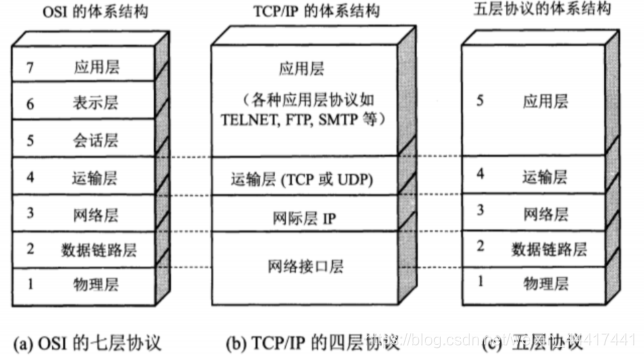 OSI 的体系结构
7 应用层
6 表示层
5 会话层
4 运输层
3 网络层
2 数据链路层
1 物理层
(a) OSI 的七层协议
TCP/IP 的体系结构
应用层
(各种应用层协议如
TELNET, FTP, SMTP 等)
运输层 (TCP 或 UDP)
网际层 IP
网络接口层
(b) TCP/IP 的四层协议
五层协议的体系结构
5 应用层
4 运输层
3 网络层
2 数据链路层
1 物理层
(c) 五层协议